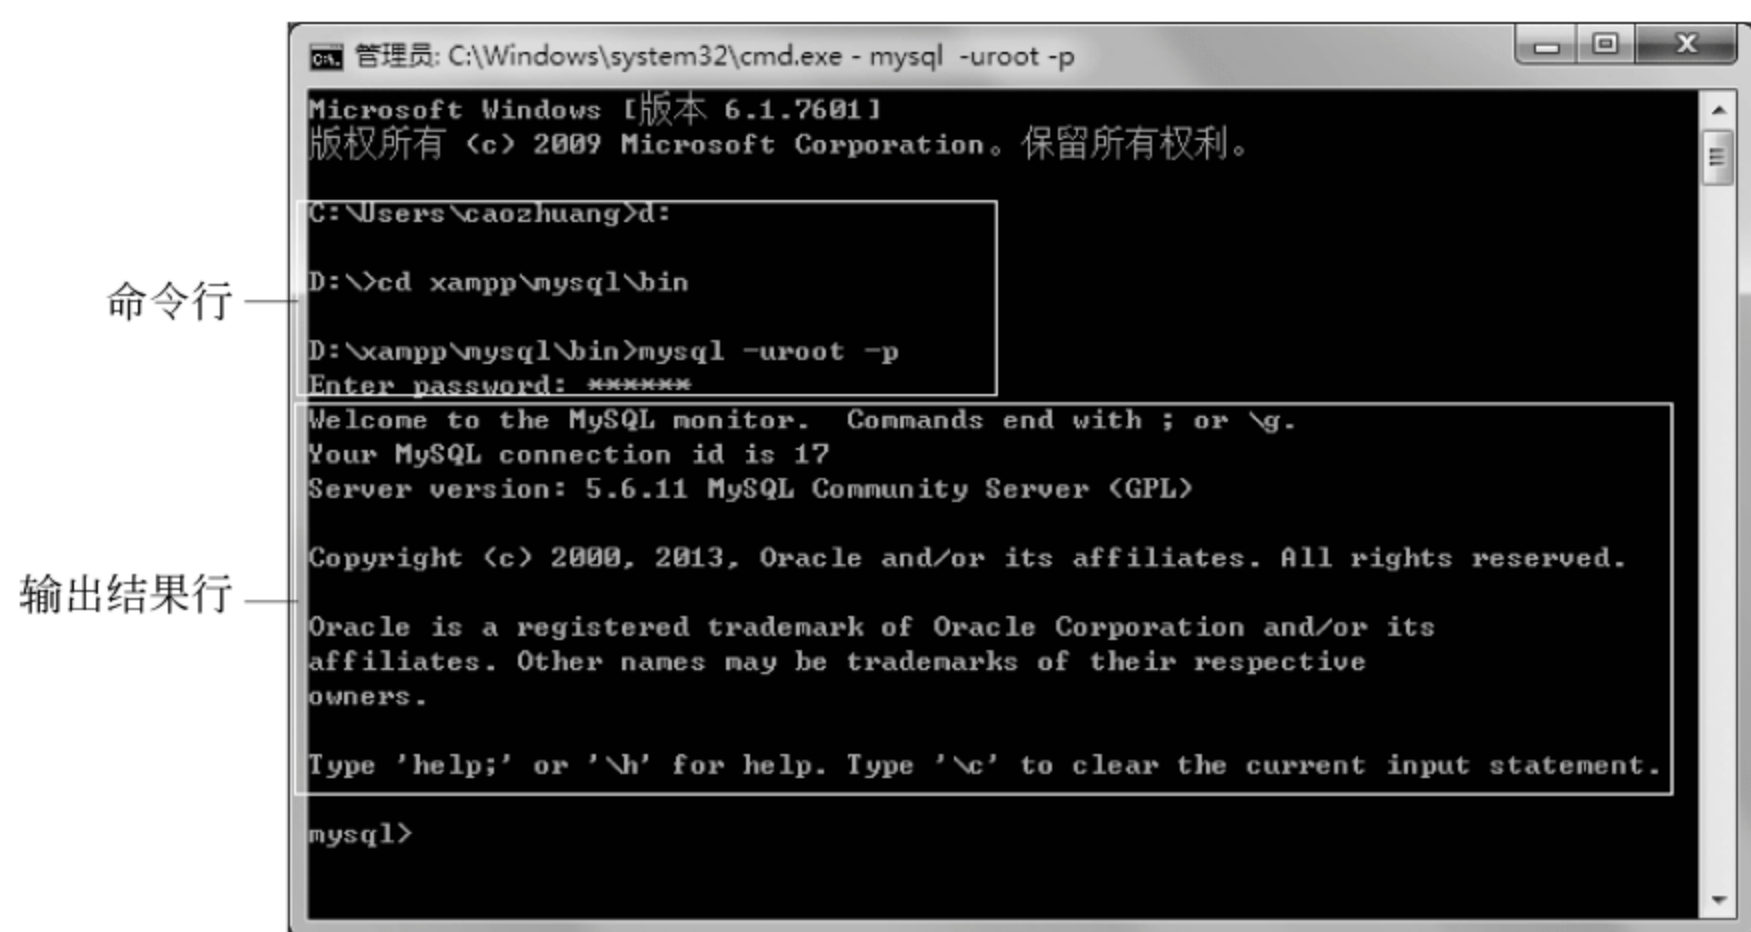 管理员: C:\Windows\system32\cmd.exe - mysql  -uroot -p
Microsoft Windows [版本 6.1.7601]
版权所有 (c) 2009 Microsoft Corporation。保留所有权利。
C:\Users\caozhuang>d:
D:\>cd xampp\mysql\bin
命令行
D:\xampp\mysql\bin>mysql -uroot -p
Enter password: ******
Welcome to the MySQL monitor.  Commands end with ; or \g.
Your MySQL connection id is 17
Server version: 5.6.11 MySQL Community Server (GPL)
Copyright (c) 2000, 2013, Oracle and/or its affiliates. All rights reserved.
输出结果行
Oracle is a registered trademark of Oracle Corporation and/or its
affiliates. Other names may be trademarks of their respective
owners.
Type 'help;' or '\h' for help. Type '\c' to clear the current input statement.
mysql>